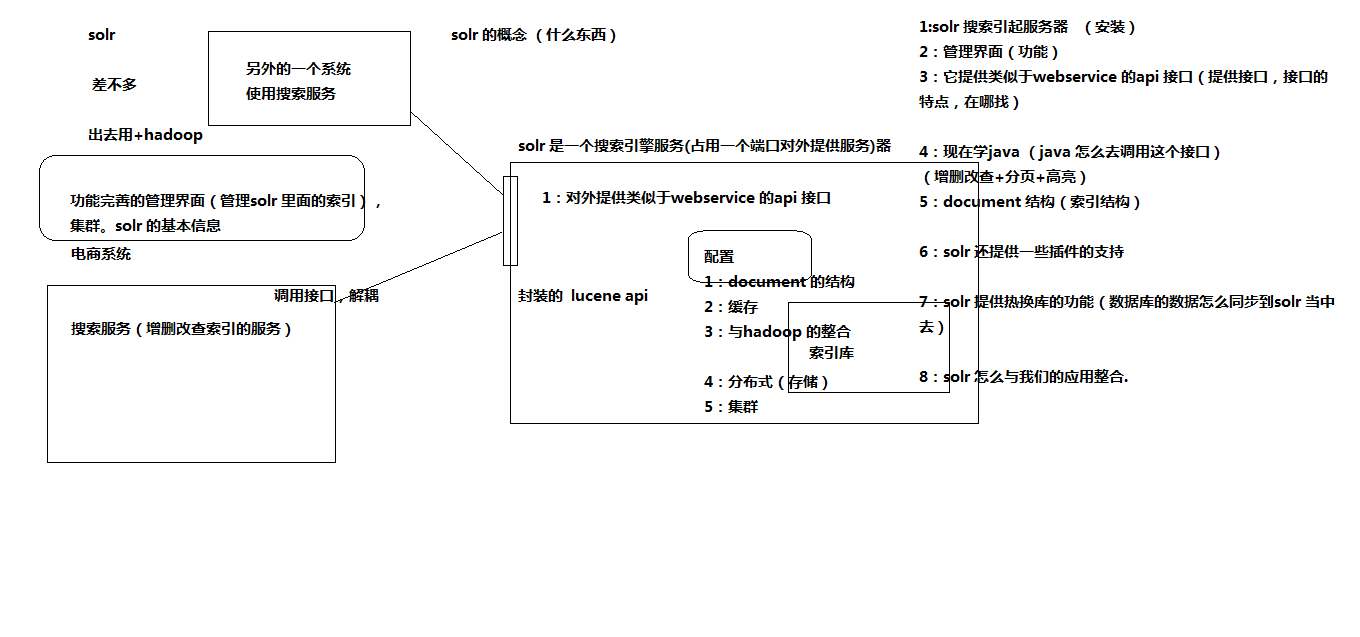 solr
差不多
出去用+hadoop
另外的一个系统
使用搜索服务
功能完善的管理界面（管理solr 里面的索引），
集群。solr 的基本信息
电商系统
调用接口，解耦
搜索服务（增删改查索引的服务）
solr 的概念 （什么东西）
solr 是一个搜索引擎服务(占用一个端口对外提供服务)器
1：对外提供类似于webservice 的api 接口
封装的 lucene api
配置
1：document 的结构
2：缓存
3：与hadoop 的整合
索引库
4：分布式（存储）
5：集群
1:solr 搜索引起服务器 （安装）
2：管理界面（功能）
3：它提供类似于webservice 的api 接口（提供接口，接口的
特点，在哪找）
4：现在学java （java 怎么去调用这个接口）
（增删改查+分页+高亮）
5：document 结构（索引结构）
6：solr 还提供一些插件的支持
7：solr 提供热换库的功能（数据库的数据怎么同步到solr 当中
去）
8：solr 怎么与我们的应用整合.